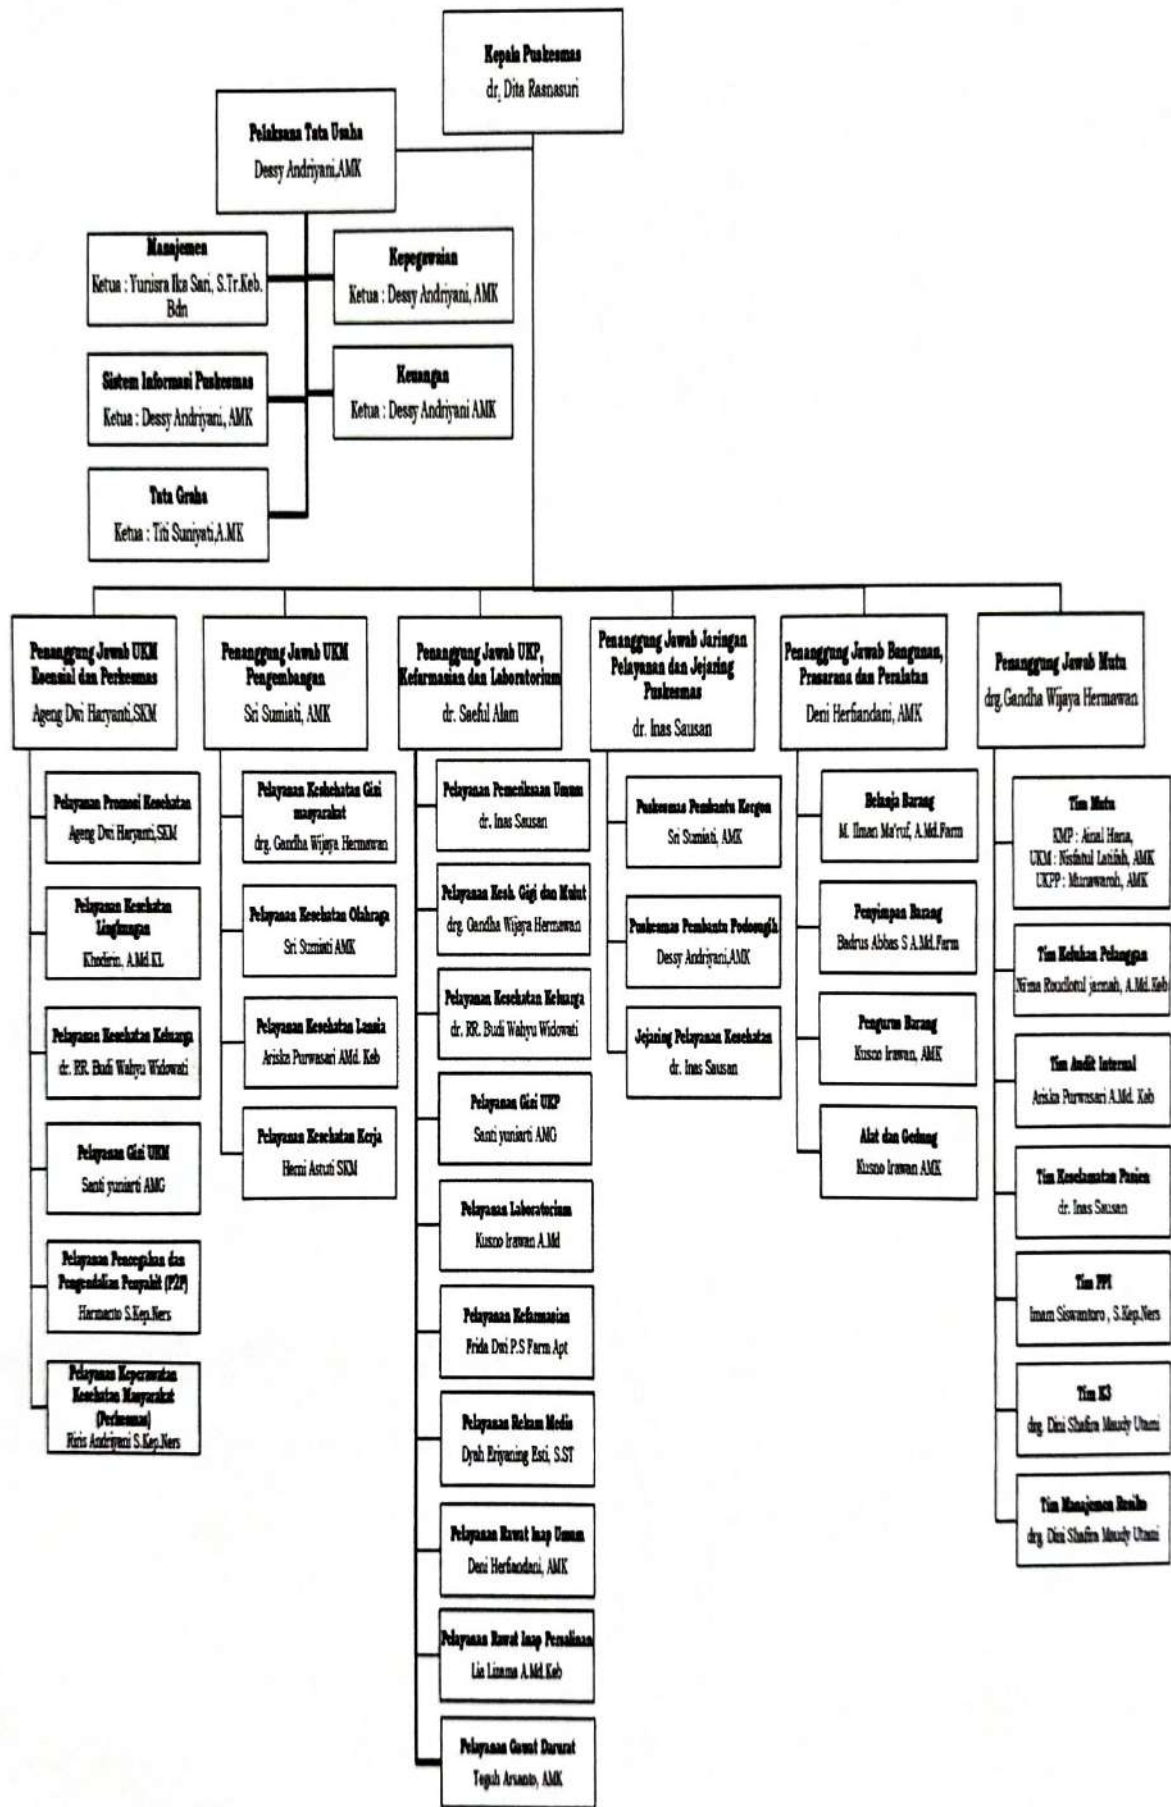 Kepala Puskesmas
dr. Dita Rasnasuri
Pelaksana Tata Usaha
Dessy Andriyani,AMK
Manajemen
Ketua : Yunisra Ika Sari, S.Tr.Keb.
Bdn
Kepegawaian
Ketua : Dessy Andriyani, AMK
Sistem Informasi Puskesmas
Ketua : Dessy Andriyani, AMK
Keuangan
Ketua : Dessy Andriyani AMK
Tata Graha
Ketua : Titi Suniyati,A.MK
Penanggung Jawab UKM
Esensial dan Perkesmas
Ageng Dwi Haryanti,SKM
Pelayanan Promosi Kesehatan
Ageng Dwi Haryanti,SKM
Pelayanan Kesehatan
Lingkungan
Khodirin, A.Md.KL
Pelayanan Kesehatan Keluarga
dr. RR. Budi Wahyu Widowati
Pelayanan Gizi UKM
Santi yuniarti AMG
Pelayanan Pencegahan dan
Pengendalian Penyakit (P2P)
Harmanto S.Kep.Ners
Pelayanan Keperawatan
Kesehatan Masyarakat
(Perkesmas)
Riris Andriyani S.Kep.Ners
Penanggung Jawab UKM
Pengembangan
Sri Sumiati, AMK
Pelayanan Keshehatan Gizi
masyarakat
drg. Gandha Wijaya Hermawan
Pelayanan Kesehatan Olahraga
Sri Sumiati AMK
Pelayanan Kesehatan Lansia
Ariska Purwasari AMd. Keb
Pelayanan Kesehatan Kerja
Herni Astuti SKM
Penanggung Jawab UKP,
Kefarmasian dan Laboratorium
dr. Saeful Alam
Pelayanan Pemeriksaan Umum
dr. Inas Sausan
Pelayanan Kesh. Gigi dan Mulut
drg. Gandha Wijaya Hermawan
Pelayanan Kesehatan Keluarga
dr. RR. Budi Wahyu Widowati
Pelayanan Gizi UKP
Santi yuniarti AMG
Pelayanan Laboratorium
Kusno Irawan A.Md
Pelayanan Kefarmasian
Frida Dwi P.S Farm Apt
Pelayanan Rekam Medis
Dyah Eriyaning Esti, S.ST
Pelayanan Rawat Inap Umum
Deni Herfiandani, AMK
Pelayanan Rawat Inap Persalinan
Lia Lizama A.Md.Keb
Pelayanan Gawat Darurat
Teguh Arsanto, AMK
Penanggung Jawab Jaringan
Pelayanan dan Jejaring
Puskesmas
dr. Inas Sausan
Puskesmas Pembantu Kergon
Sri Sumiati, AMK
Puskesmas Pembantu Podosugih
Dessy Andriyani,AMK
Jejaring Pelayanan Kesehatan
dr. Inas Sausan
Penanggung Jawab Bangunan,
Prasarana dan Peralatan
Deni Herfiandani, AMK
Belanja Barang
M. Ilman Ma'ruf, A.Md.Farm
Penyimpan Barang
Badrus Abbas S A.Md.Farm
Pengurus Barang
Kusno Irawan, AMK
Alat dan Gedung
Kusno Irawan AMK
Penanggung Jawab Mutu
drg.Gandha Wijaya Hermawan
Tim Mutu
KMP : Ainal Hana,
UKM : Nisfatul Latifah, AMK
UKPP : Munawaroh, AMK
Tim Keluhan Pelanggan
Ni'ma Roudlotul jannah, A.Md.Keb
Tim Audit Internal
Ariska Purwasari A.Md. Keb
Tim Keselamatan Pasien
dr. Inas Sausan
Tim PPI
Imam Siswantoro , S.Kep.Ners
Tim K3
drg. Dini Shafira Maudy Utami
Tim Manajemen Resiko
drg. Dini Shafira Maudy Utami